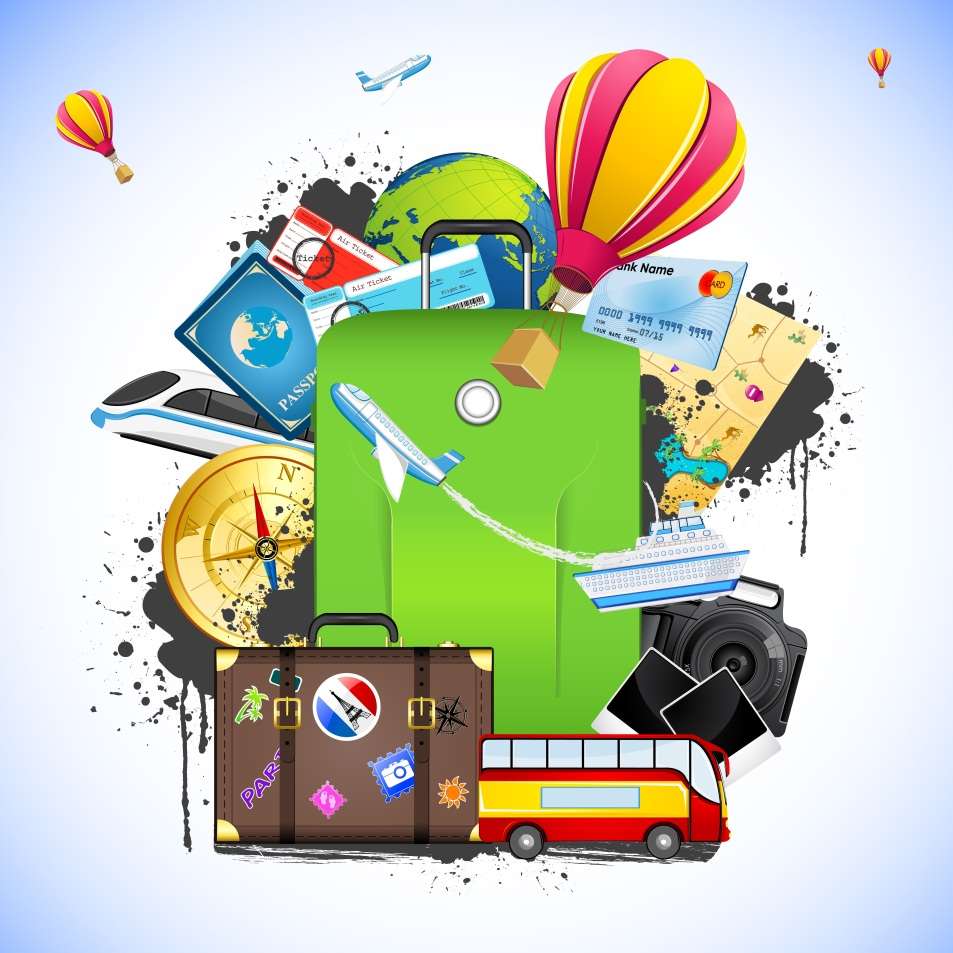 Air Ticket
Ticket
Air Ticket
Class
Flight No.
ank Name
CARD
0000 1999 9999 9999
07/15
YOUR NAME HERE
PASSP
N
W
S
PAR